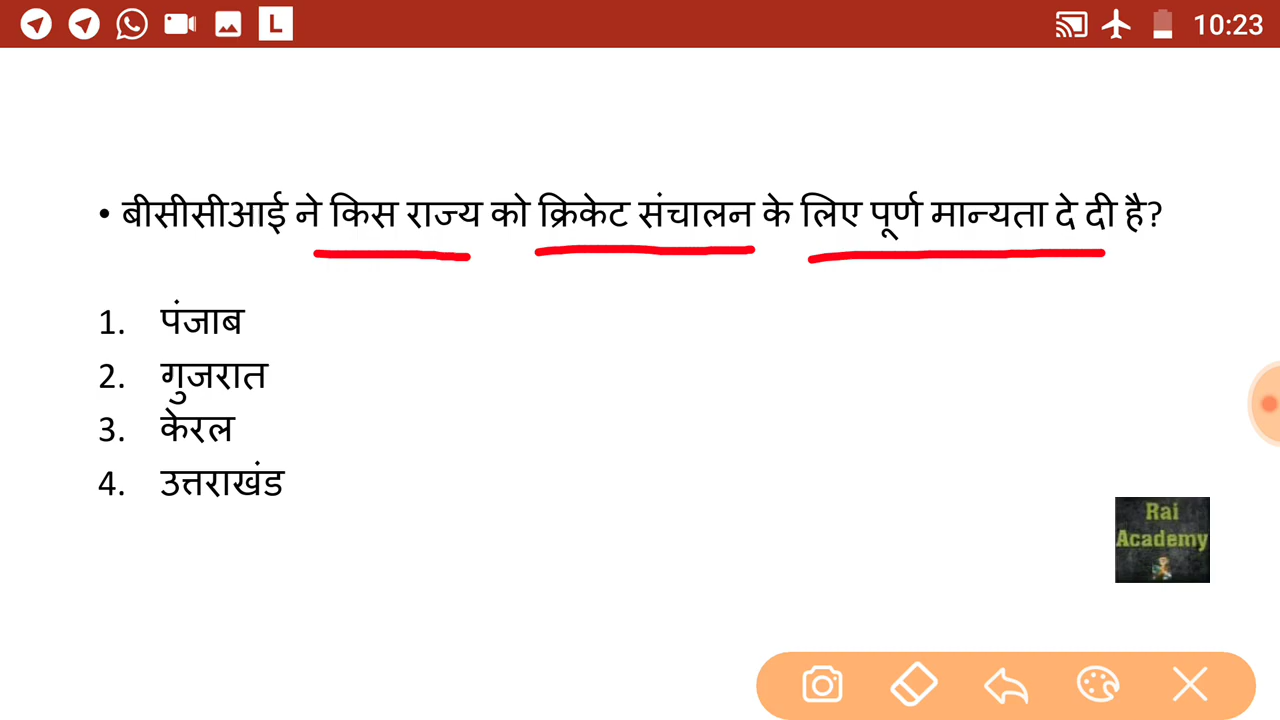 L
10:23
• बीसीसीआई ने किस राज्य को क्रिकेट संचालन के लिए पूर्ण मान्यता दे दी है?
1. पंजाब
2. गुजरात
3. केरल
4. उत्तराखंड
Rai
Academy